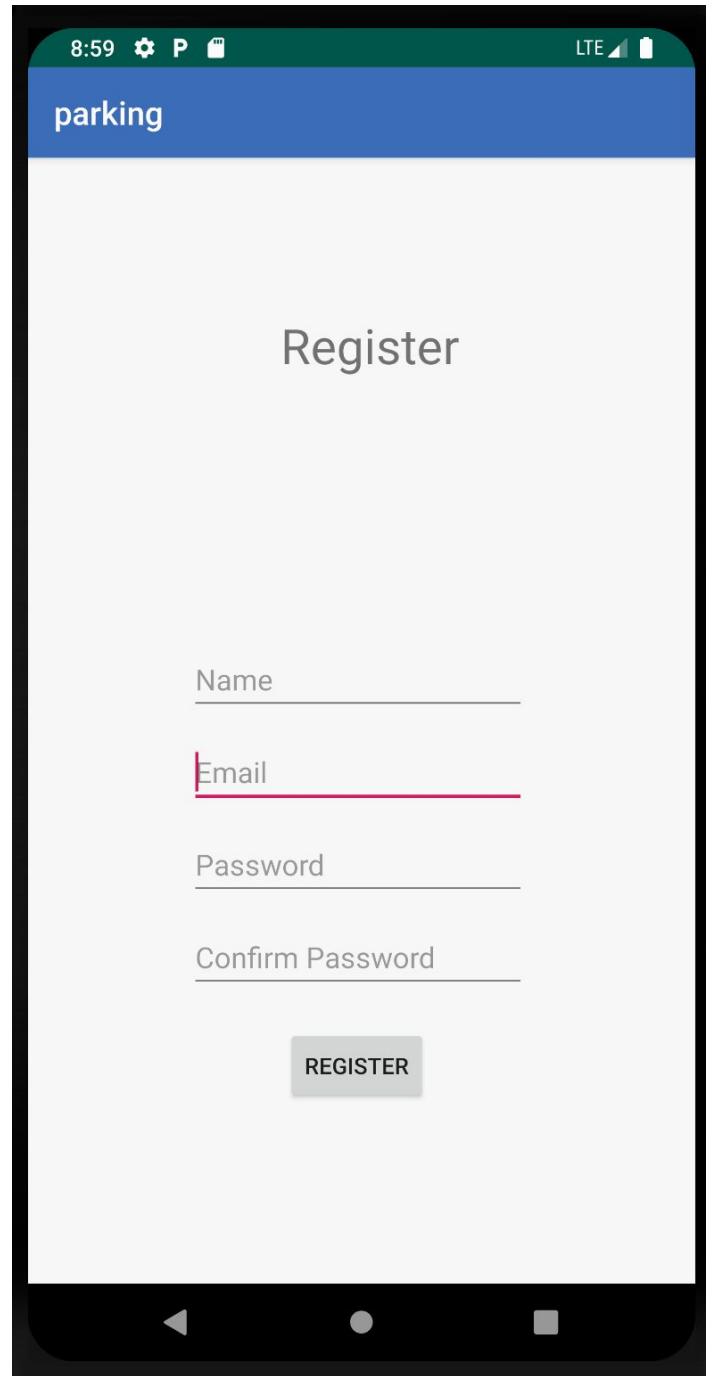 8:59 P LTE
parking
Register
Name
Email
Password
Confirm Password
REGISTER